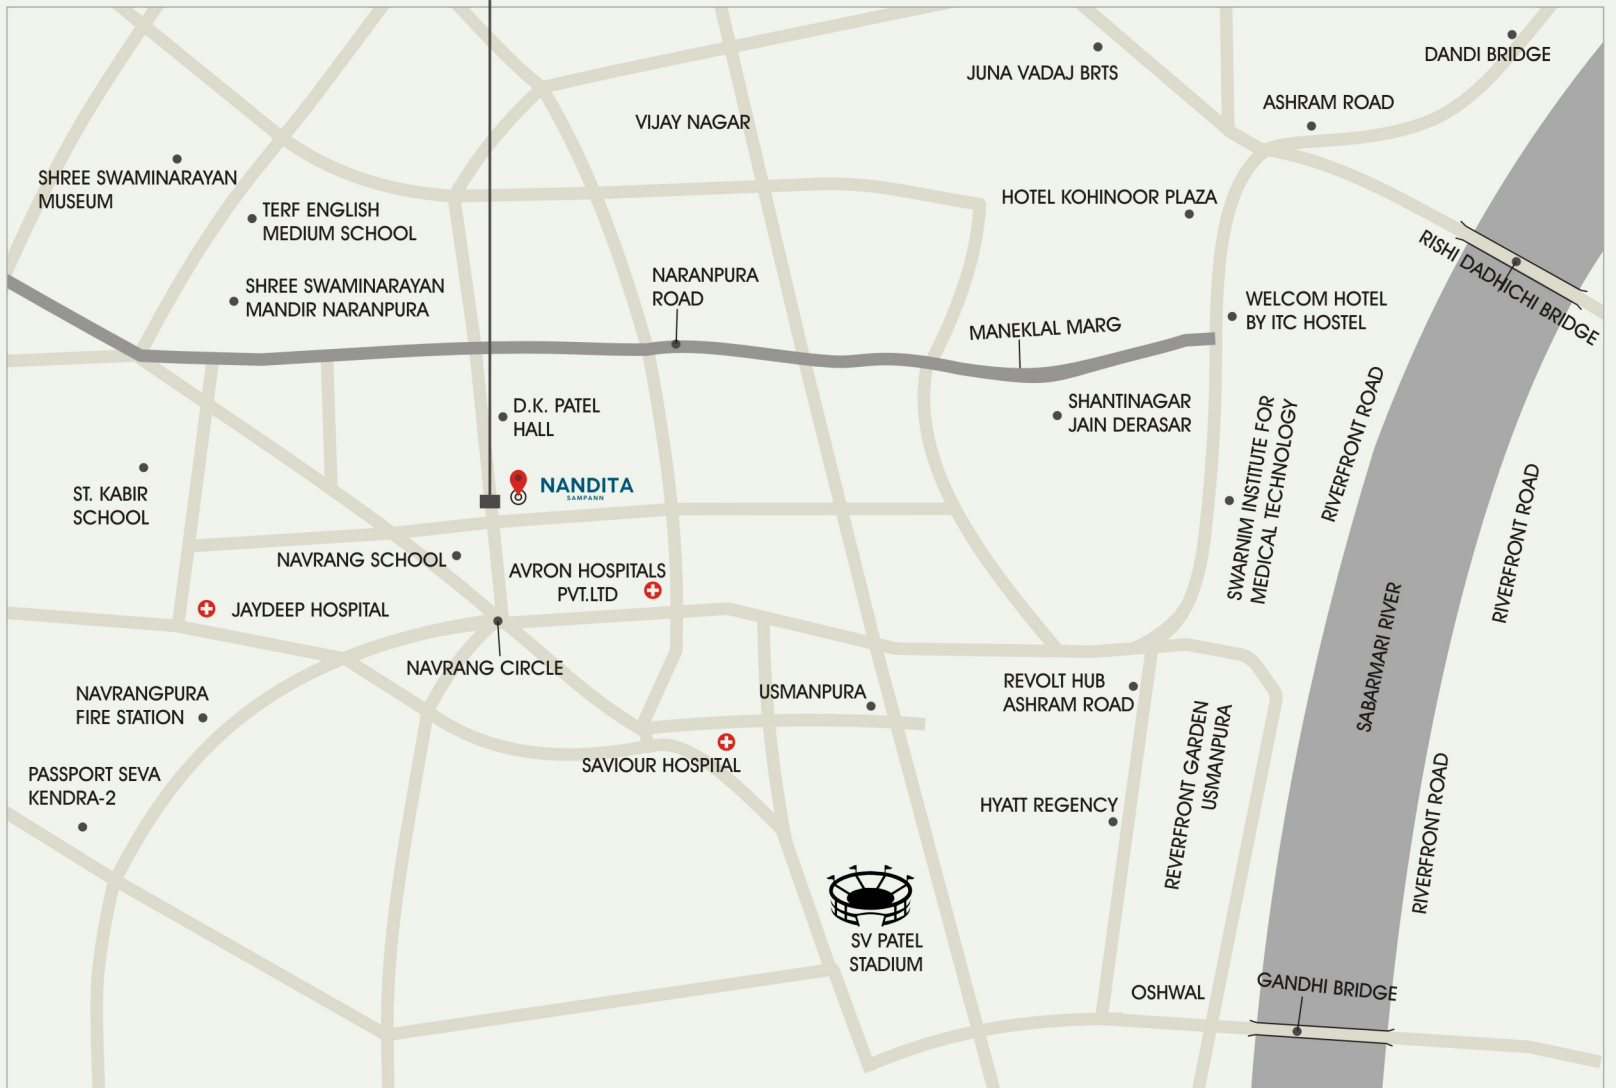 DANDI BRIDGE
JUNA VADAJ BRTS
ASHRAM ROAD
VIJAY NAGAR
SHREE SWAMINARAYAN
MUSEUM
TERF ENGLISH
MEDIUM SCHOOL
HOTEL KOHINOOR PLAZA
RISHI DADHICHI BRIDGE
SHREE SWAMINARAYAN
MANDIR NARANPURA
NARANPURA
ROAD
MANEKLAL MARG
WELCOM HOTEL
BY ITC HOSTEL
D.K. PATEL
HALL
SHANTINAGAR
JAIN DERASAR
RIVERFRONT ROAD
SWARNIM INSTITUTE FOR
MEDICAL TECHNOLOGY
ST. KABIR
SCHOOL
NANDITA
SAMPANN
RIVERFRONT ROAD
NAVRANG SCHOOL
AVRON HOSPITALS
PVT.LTD
JAYDEEP HOSPITAL
SABARMARI RIVER
NAVRANG CIRCLE
NAVRANGPURA
FIRE STATION
USMANPURA
REVOLT HUB
ASHRAM ROAD
REVERFRONT GARDEN
USMANPURA
SAVIOUR HOSPITAL
PASSPORT SEVA
KENDRA-2
HYATT REGENCY
RIVERFRONT ROAD
SV PATEL
STADIUM
OSHWAL
GANDHI BRIDGE